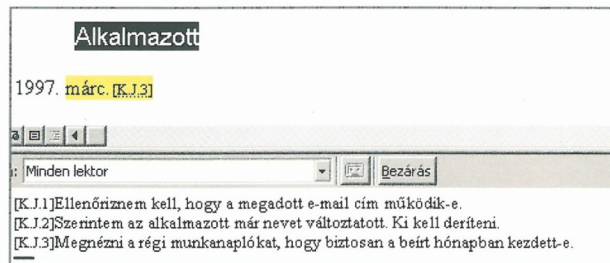 Alkalmazott
1997. márc. [K.J.3]
: Minden lektor Bezárás
[K.J.1]Ellenőriznem kell, hogy a megadott e-mail cím működik-e.
[K.J.2]Szerintem az alkalmazott már nevet változtatott. Ki kell deríteni.
[K.J.3]Megnézni a régi munkanaplókat, hogy biztosan a beírt hónapban kezdett-e.